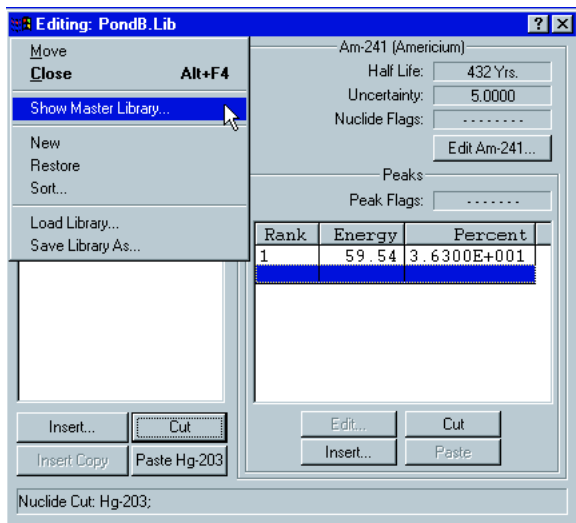 Editing: PondB.Lib
Move
Close Alt+F4
Show Master Library...
New
Restore
Sort...
Load Library...
Save Library As...
Am-241 (Americium)
Half Life: 432 Yrs.
Uncertainty: 5.0000
Nuclide Flags: - - - - - - - -
Edit Am-241...
Peaks
Peak Flags: - - - - - - -
Rank Energy Percent
1 59.54 3.6300E+001
Insert... Cut
Insert Copy Paste Hg-203
Edit... Cut
Insert... Paste
Nuclide Cut: Hg-203;